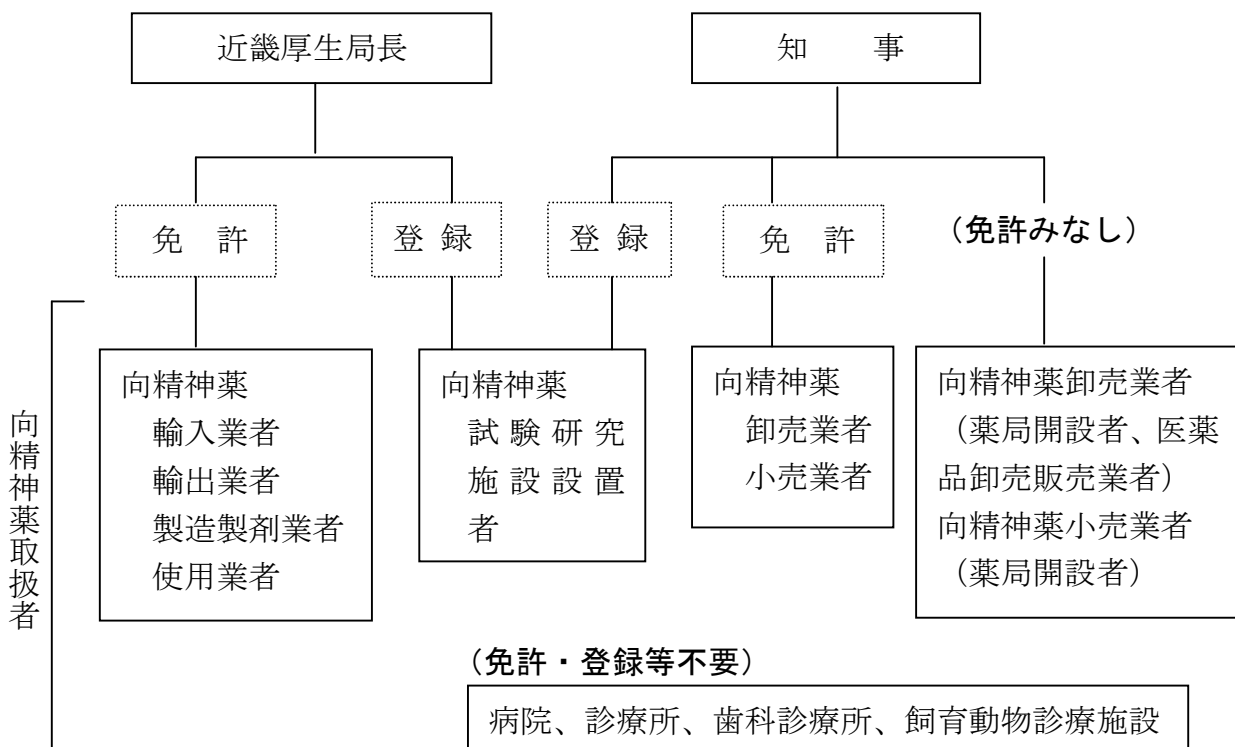 近畿厚生局長
知　　事
免　許
登 録
登 録
免　許
（免許みなし）
向精神薬取扱者
向精神薬
輸入業者
輸出業者
製造製剤業者
使用業者
向精神薬
試験研究
施設設置
者
向精神薬
卸売業者
小売業者
向精神薬卸売業者
（薬局開設者、医薬
品卸売販売業者）
向精神薬小売業者
（薬局開設者）
（免許・登録等不要）
病院、診療所、歯科診療所、飼育動物診療施設